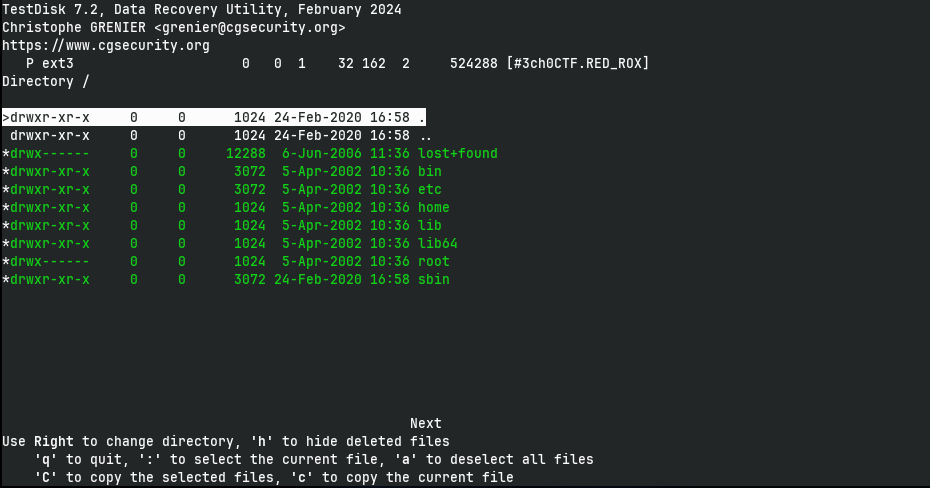 TestDisk 7.2, Data Recovery Utility, February 2024
Christophe GRENIER <grenier@cgsecurity.org>
https://www.cgsecurity.org
   P ext3                     0   0  1    32 162  2     524288 [#3ch0CTF.RED_ROX]
Directory /
>drwxr-xr-x     0     0      1024 24-Feb-2020 16:58 .
 drwxr-xr-x     0     0      1024 24-Feb-2020 16:58 ..
*drwx------     0     0     12288  6-Jun-2006 11:36 lost+found
*drwxr-xr-x     0     0      3072  5-Apr-2002 10:36 bin
*drwxr-xr-x     0     0      3072  5-Apr-2002 10:36 etc
*drwxr-xr-x     0     0      1024  5-Apr-2002 10:36 home
*drwxr-xr-x     0     0      1024  5-Apr-2002 10:36 lib
*drwxr-xr-x     0     0      1024  5-Apr-2002 10:36 lib64
*drwx------     0     0      1024  5-Apr-2002 10:36 root
*drwxr-xr-x     0     0      3072 24-Feb-2020 16:58 sbin
                                                   Next
Use Right to change directory, 'h' to hide deleted files
    'q' to quit, ':' to select the current file, 'a' to deselect all files
    'C' to copy the selected files, 'c' to copy the current file